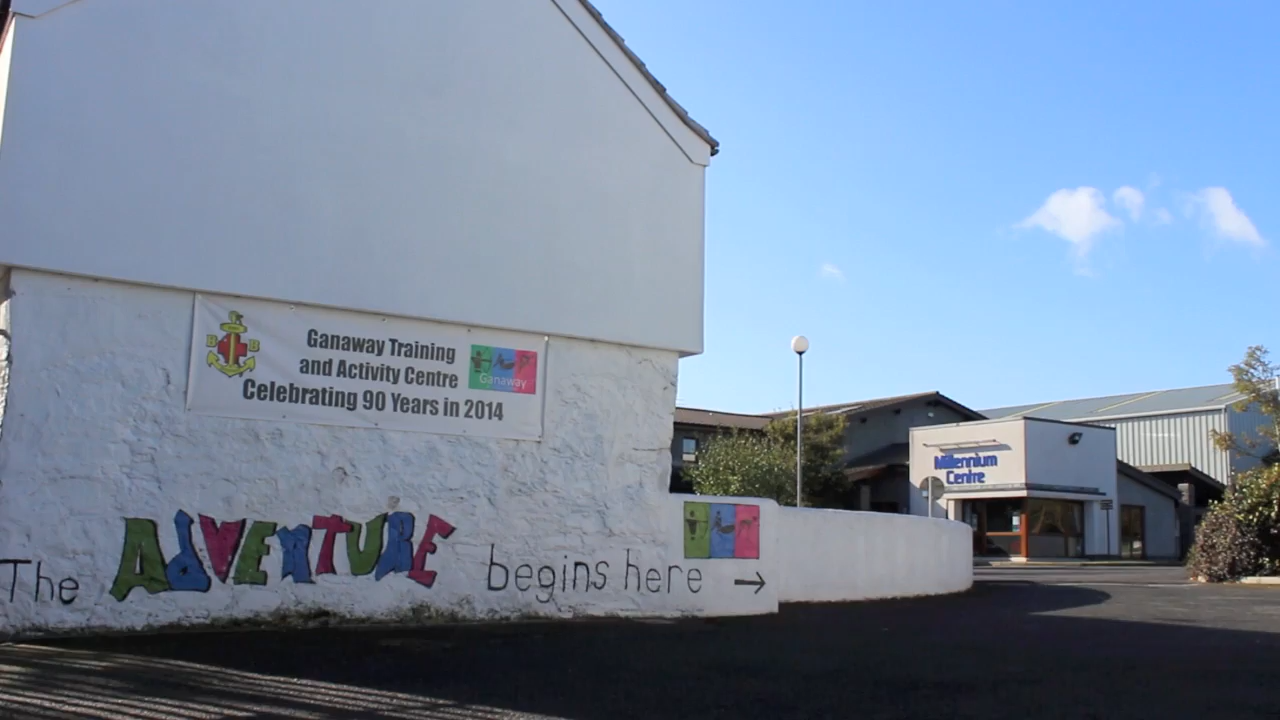 B B
Ganaway Training
and Activity Centre
Celebrating 90 Years in 2014
Ganaway
Millennium
Centre
The ADVENTURE begins here →